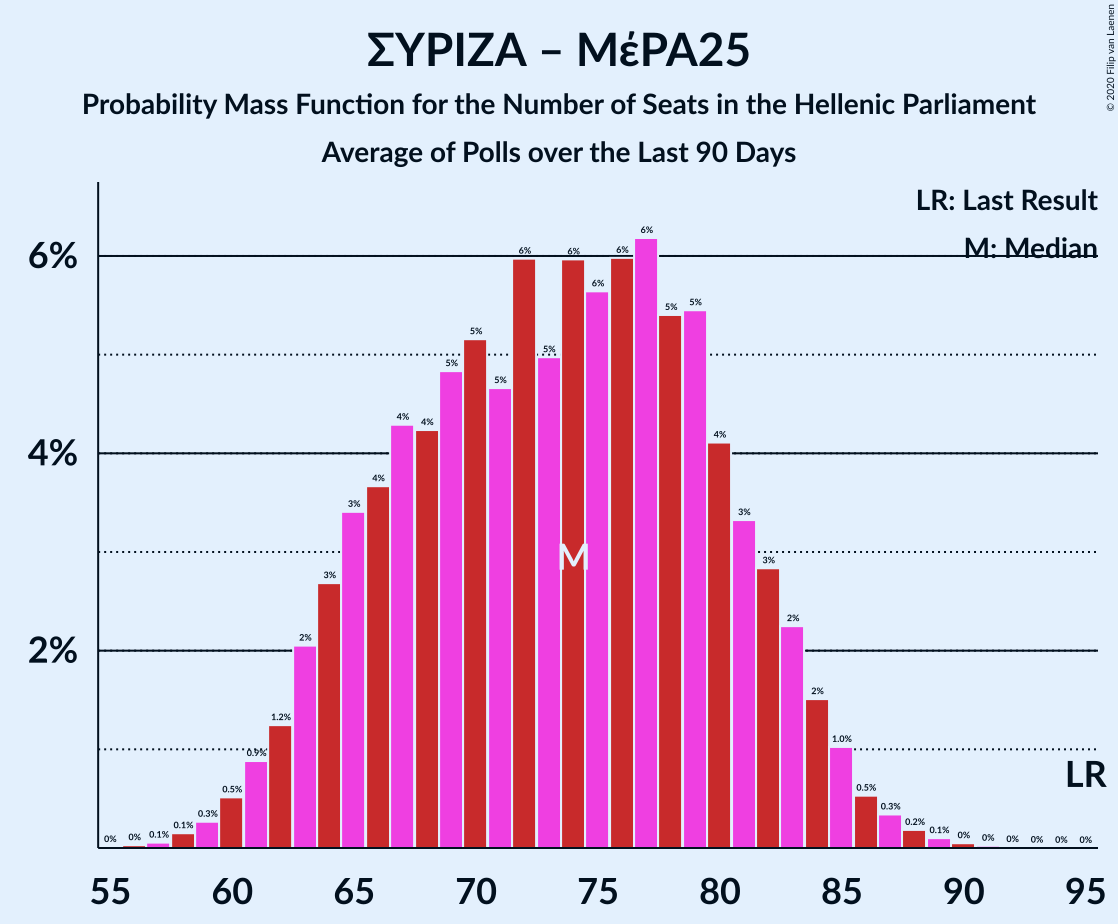 ΣΥΡΙΖΑ – ΜέΡΑ25
Probability Mass Function for the Number of Seats in the Hellenic Parliament
Average of Polls over the Last 90 Days
© 2020 Filip van Laenen
LR: Last Result
M: Median
6%
4%
2%
0% 0% 0.1% 0.1% 0.3% 0.5% 0.9% 1.2% 2% 3% 3% 4% 4% 4% 5% 5% 5% 6% 5% 6% 6% 6% 6% 5% 5% 4% 3% 3% 2% 2% 1.0% 0.5% 0.3% 0.2% 0.1% 0% 0% 0% 0% 0% 0%
M
LR
55 60 65 70 75 80 85 90 95